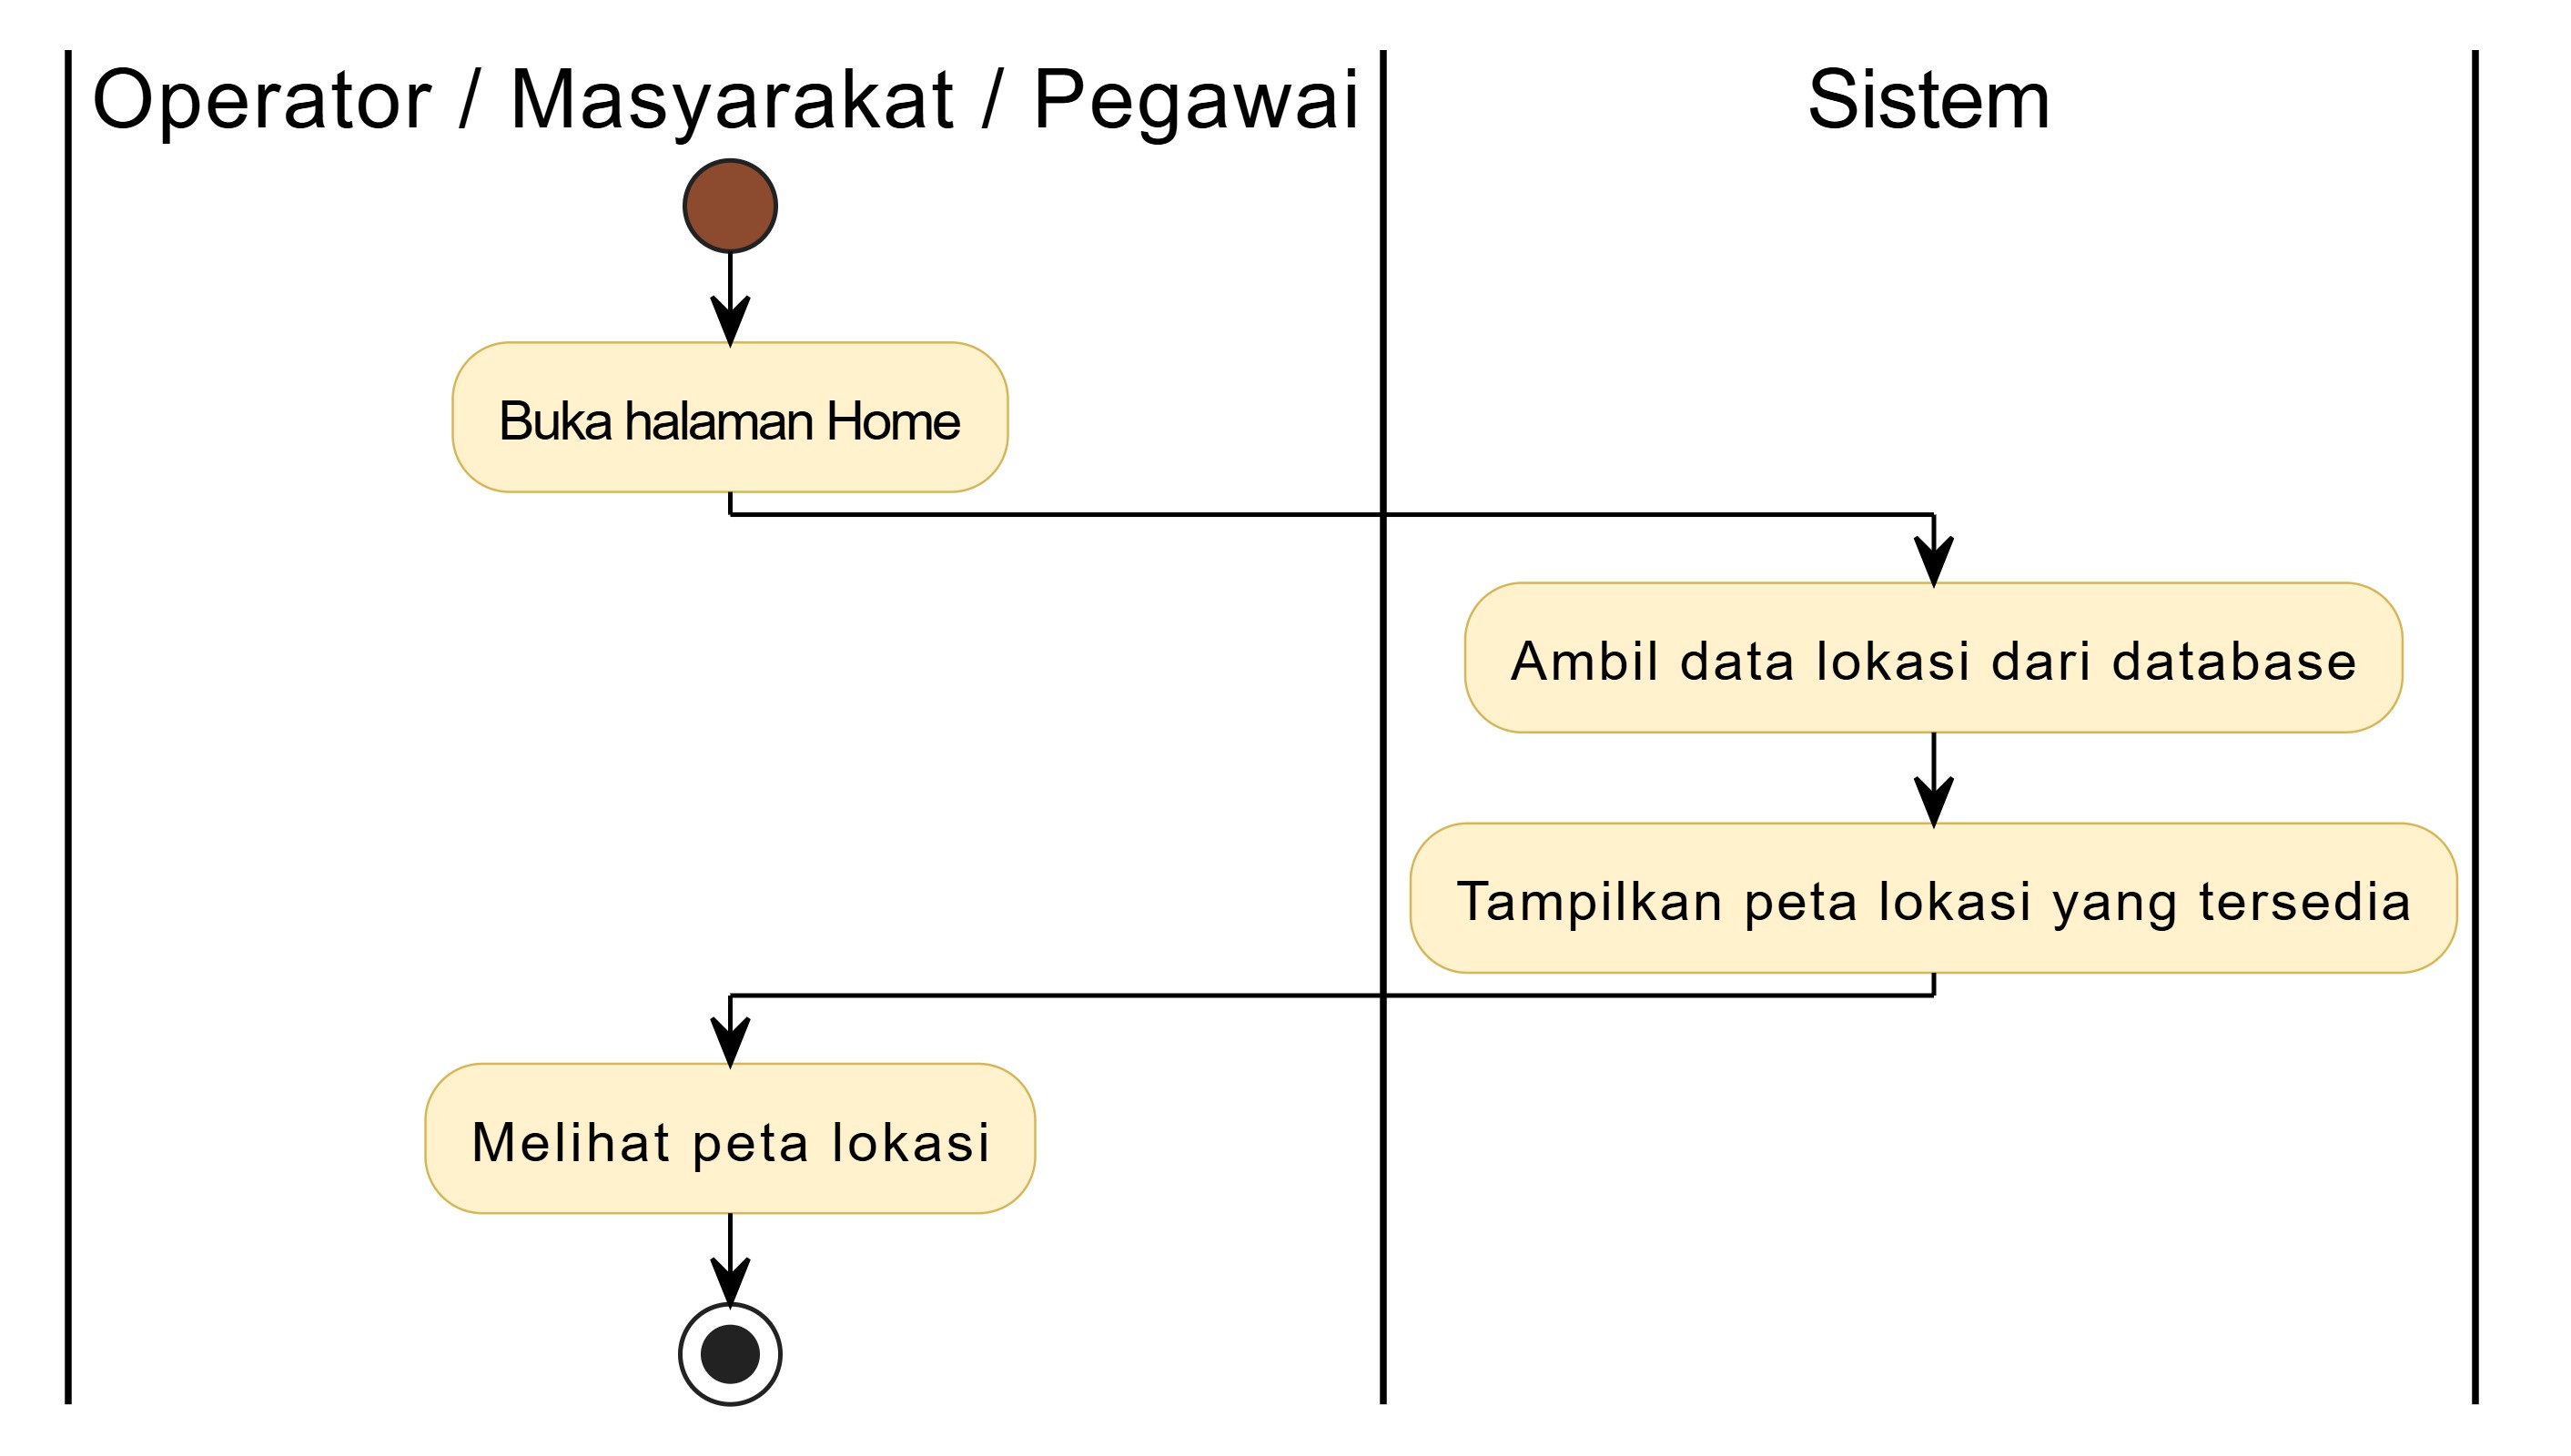 Operator / Masyarakat / Pegawai
Sistem
Buka halaman Home
Ambil data lokasi dari database
Tampilkan peta lokasi yang tersedia
Melihat peta lokasi